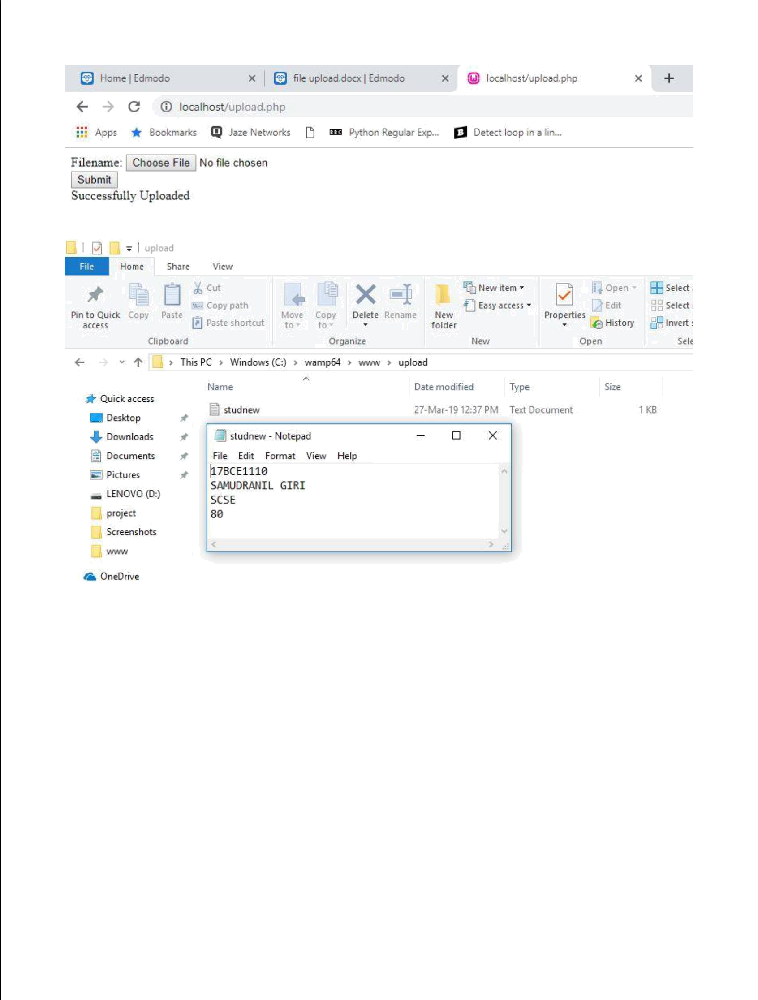 Home | Edmodo
file upload.docx | Edmodo
localhost/upload.php
localhost/upload.php
Apps Bookmarks Jaze Networks BBC Python Regular Exp... B Detect loop in a lin...
Filename: Choose File No file chosen
Submit
Successfully Uploaded
upload
File Home Share View
Pin to Quick access
Copy
Paste
Cut
Copy path
Paste shortcut
Move to
Copy to
Delete
Rename
New folder
New item
Easy access
Properties
Open
Edit
History
Select
Select
Invert
Clipboard Organize New Open Sele
This PC > Windows (C:) > wamp64 > www > upload
Name Date modified Type Size
studnew 27-Mar-19 12:37 PM Text Document 1 KB
Quick access
Desktop
Downloads
Documents
Pictures
LENOVO (D:)
project
Screenshots
www
OneDrive
studnew - Notepad
File Edit Format View Help
17BCE1110
SAMUDRANIL GIRI
SCSE
80